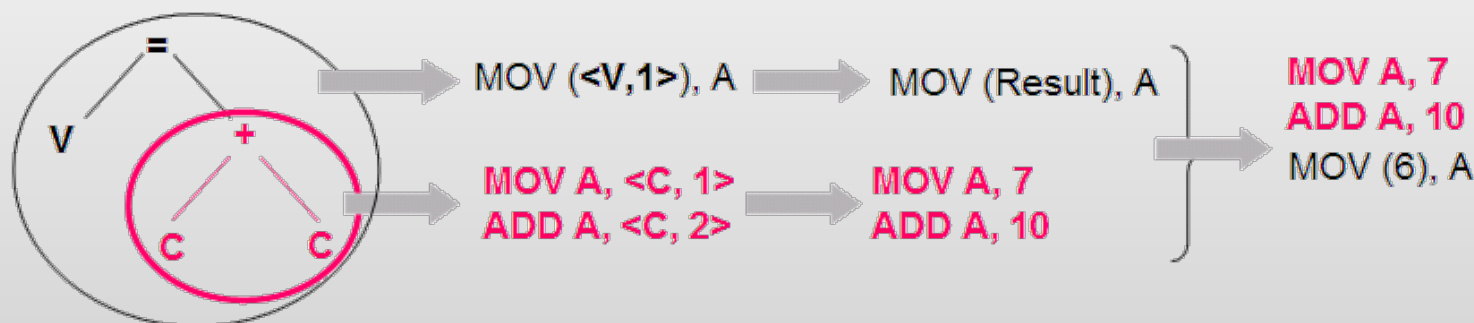 =
V
+
C C
MOV (<V,1>), A
MOV (Result), A
MOV A, <C, 1>
ADD A, <C, 2>
MOV A, 7
ADD A, 10
MOV A, 7
ADD A, 10
MOV (6), A